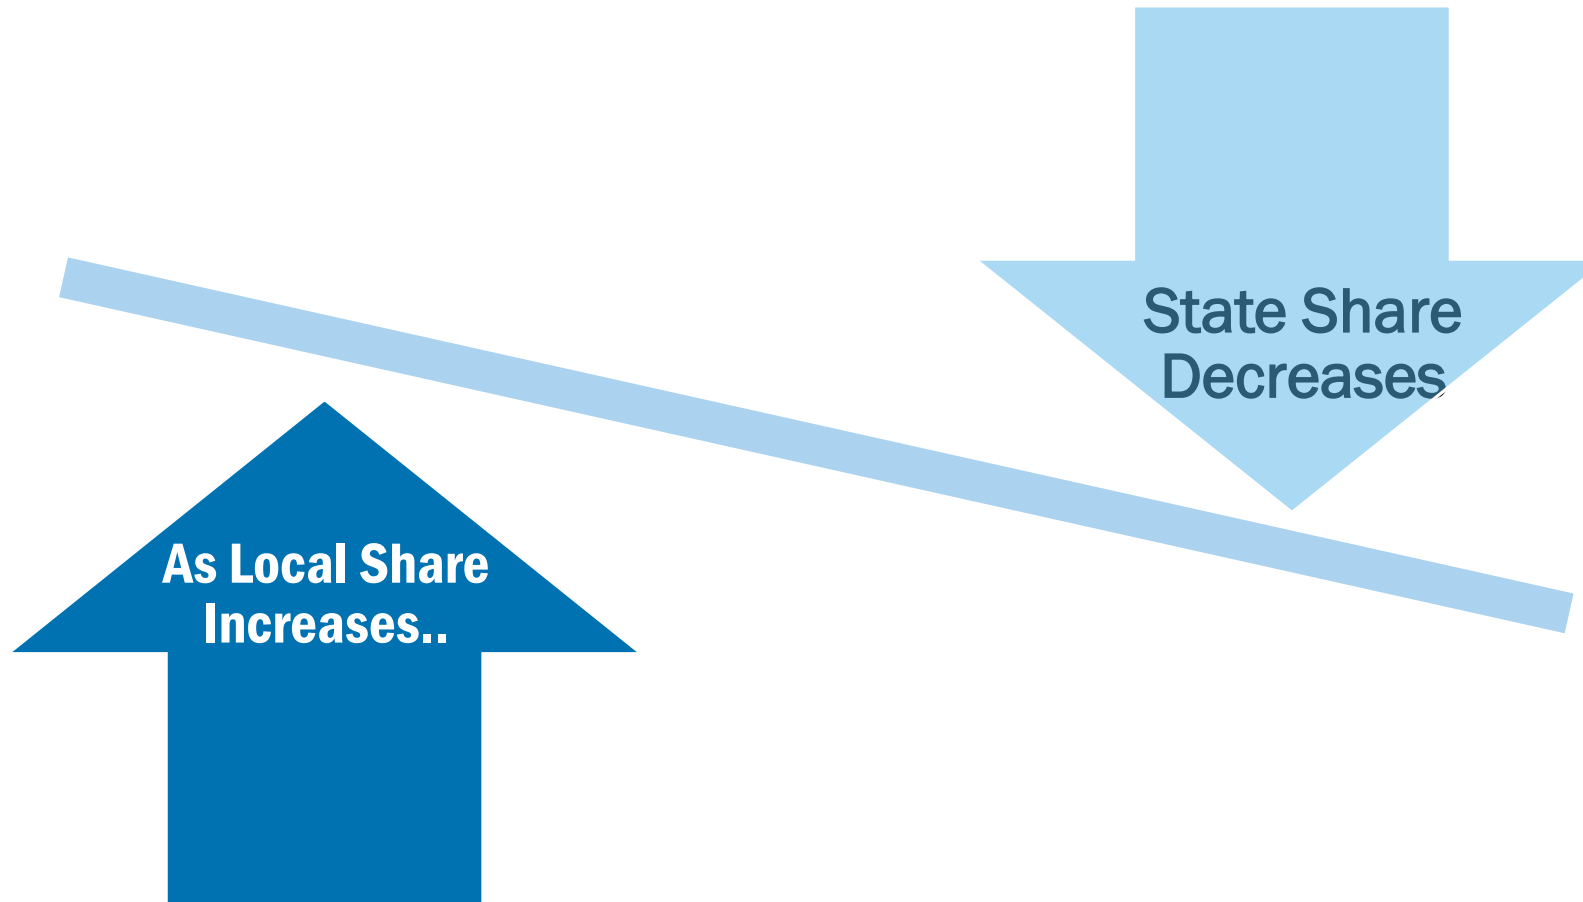 As Local Share
Increases..
State Share
Decreases